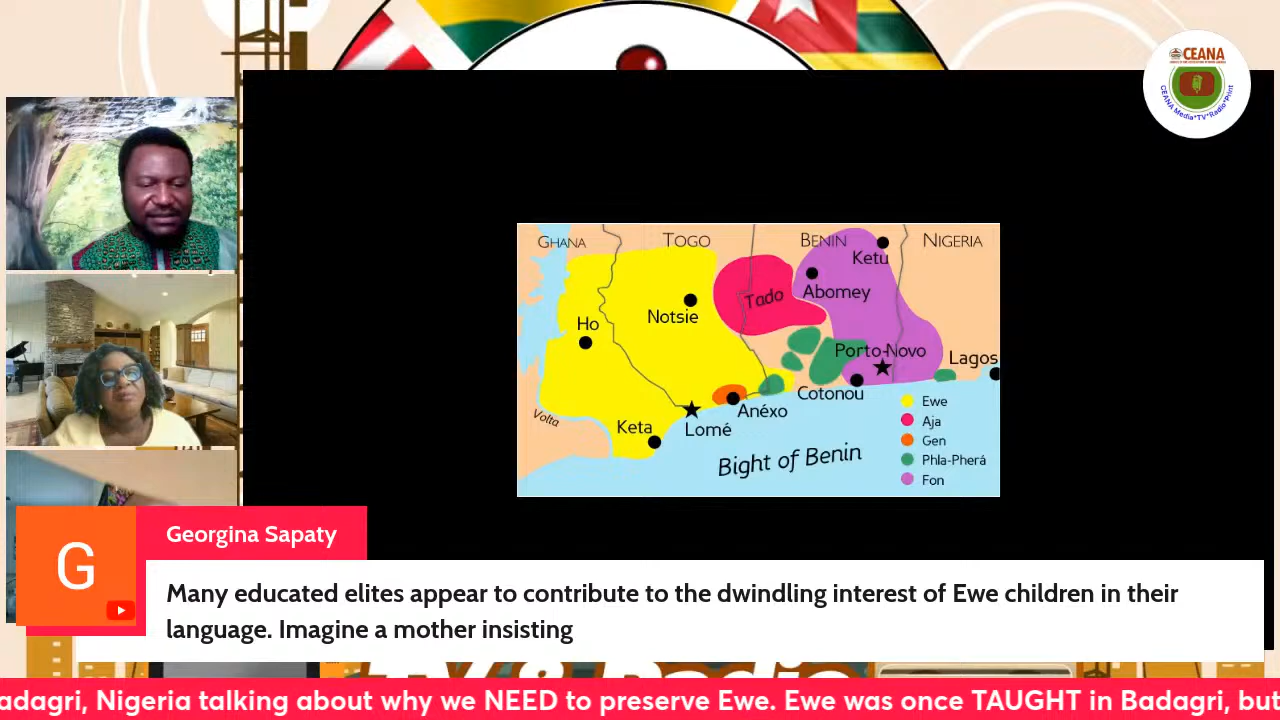 CEANA
CEANA Media*TV*Radio*Print
GHANA
TOGO
BENIN
NIGERIA
Ketu
Tado
Abomey
Notsie
Ho
Porto-Novo
Lagos
Cotonou
Anéxo
Keta
Lomé
Volta
Bight of Benin
Ewe
Aja
Gen
Phla-Pherá
Fon
G
Georgina Sapaty
Many educated elites appear to contribute to the dwindling interest of Ewe children in their
language. Imagine a mother insisting
TV & Radio
adagri, Nigeria talking about why we NEED to preserve Ewe. Ewe was once TAUGHT in Badagri, but